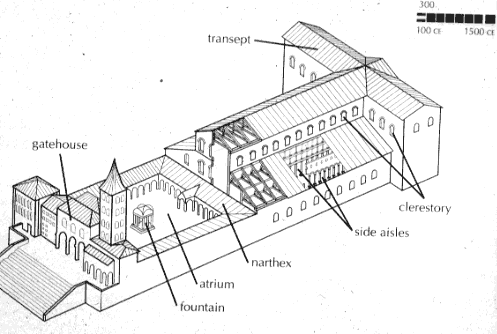 300
100 CE 1500 CE
transept
gatehouse
clerestory
side aisles
narthex
atrium
fountain